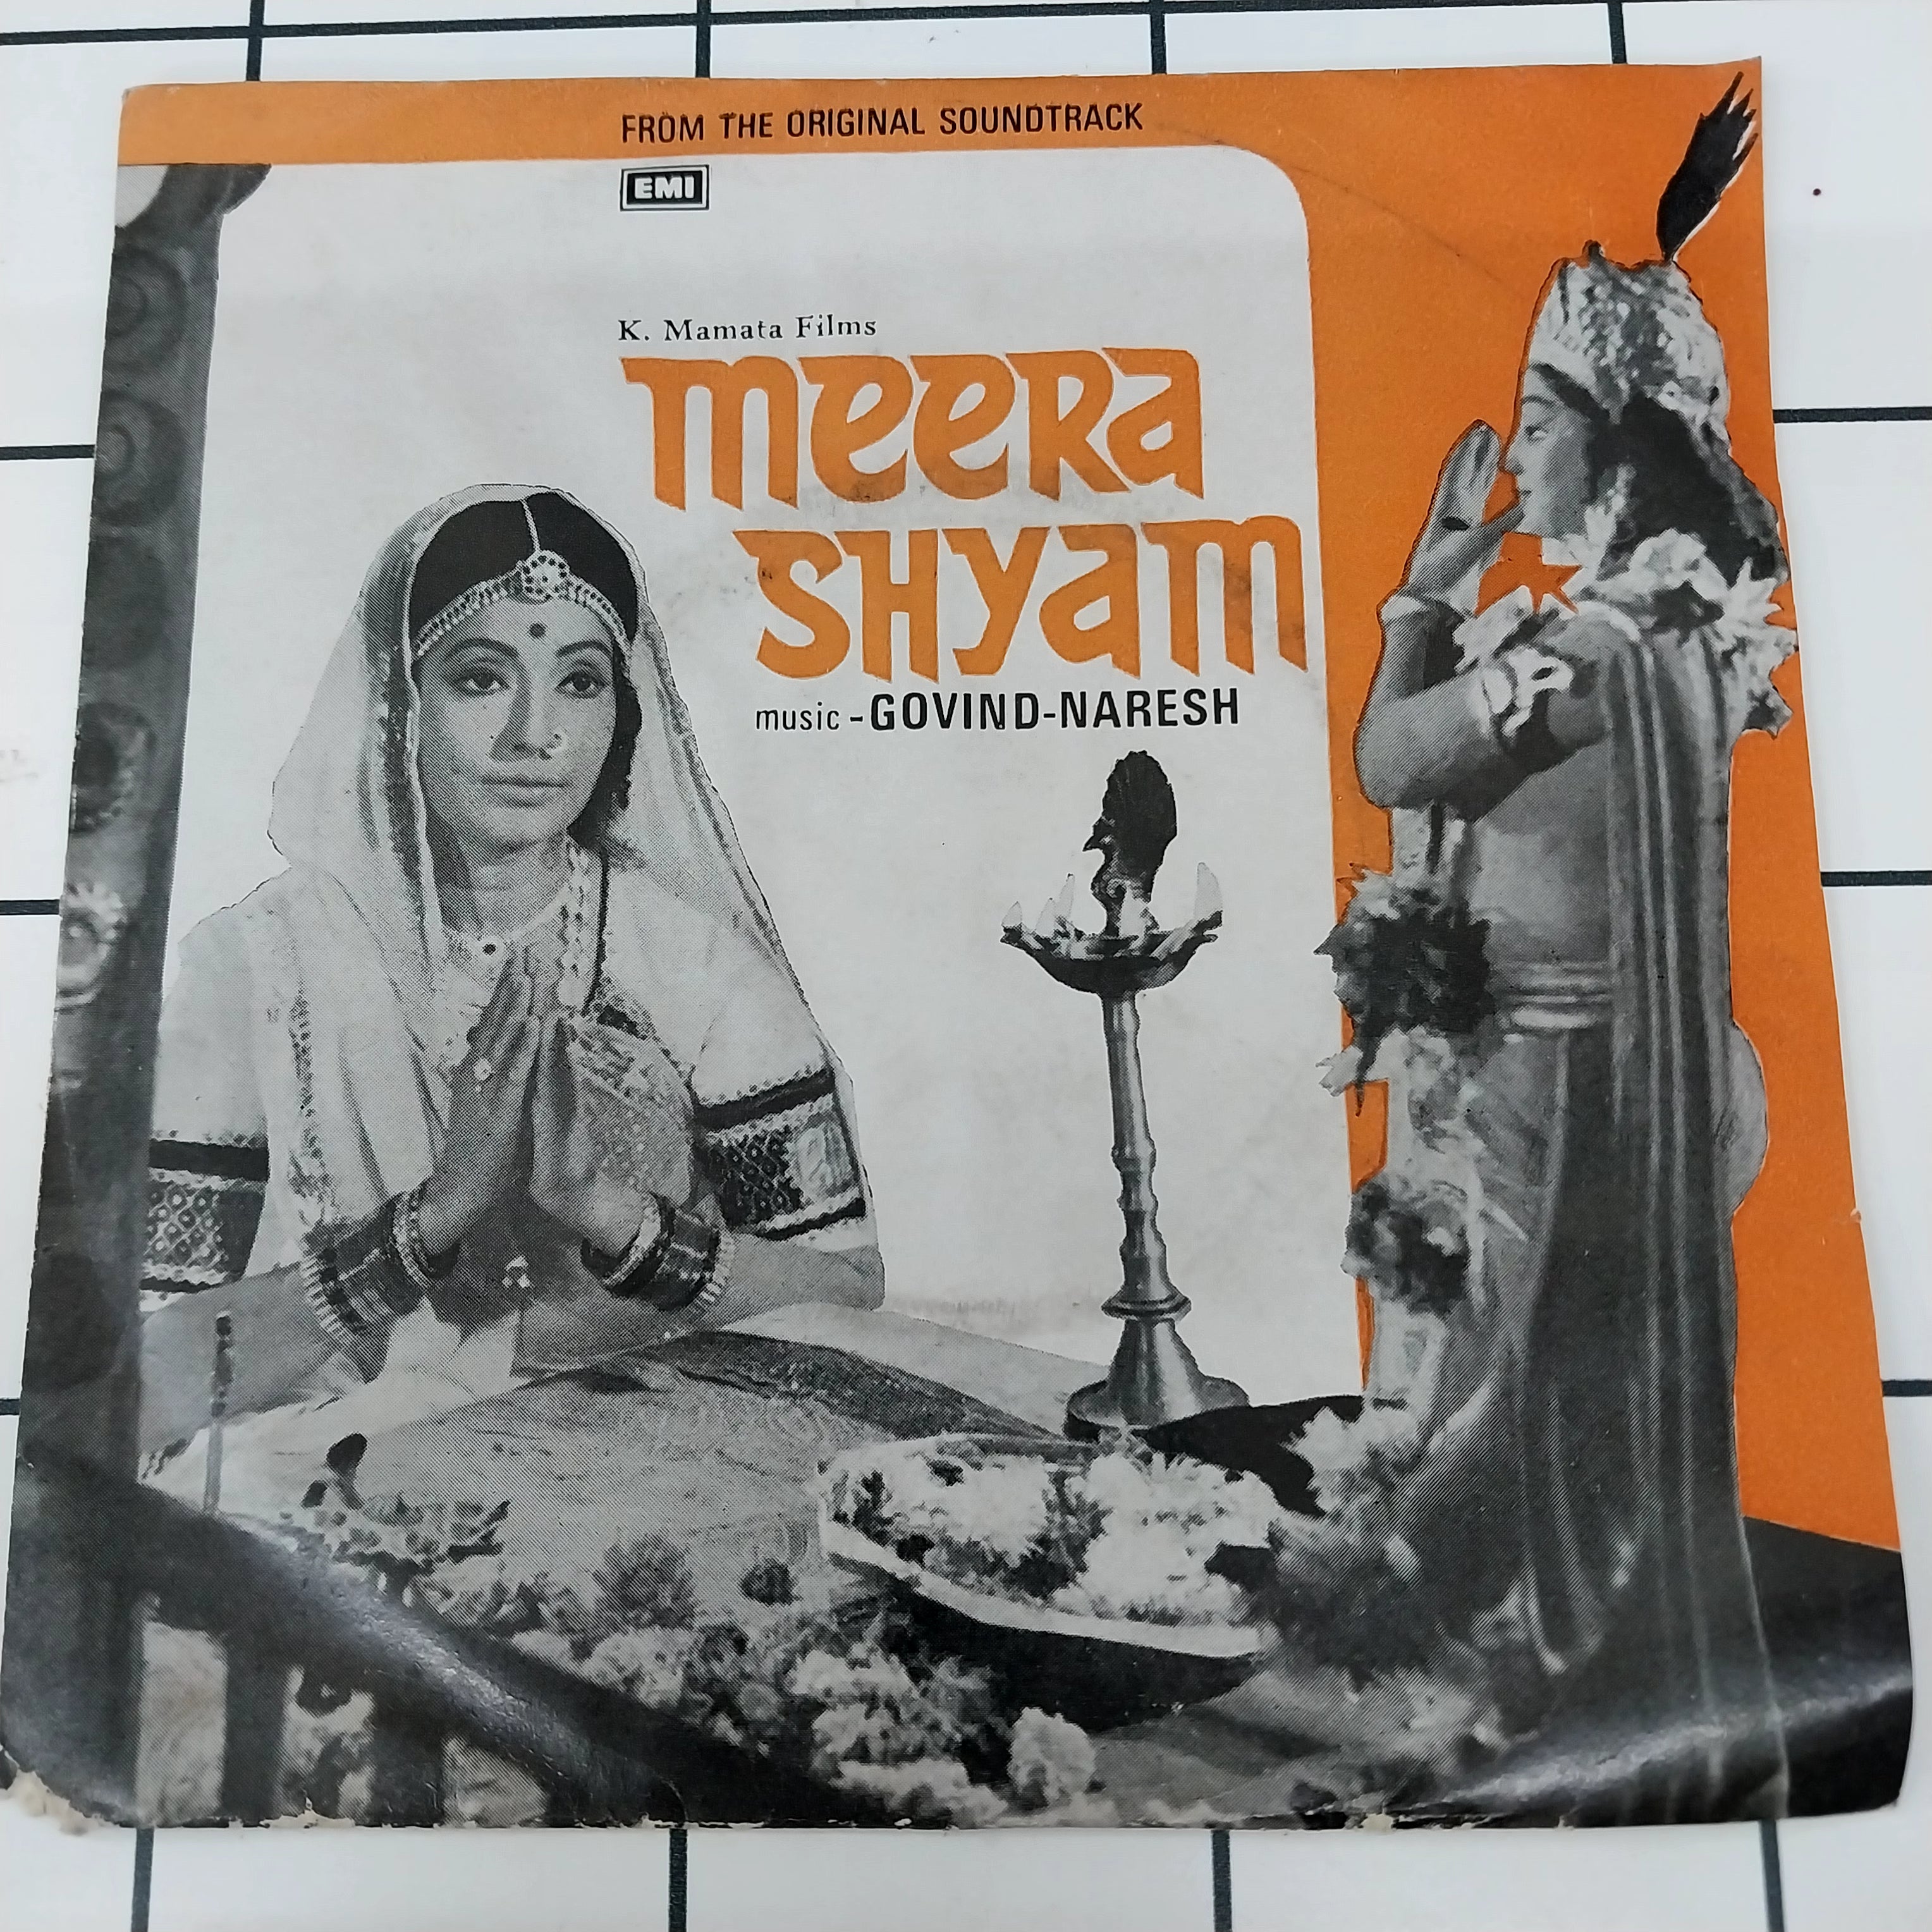 FROM THE ORIGINAL SOUNDTRACK
EMI
K. Mamata Films
meeRa
SHyam
music - GOVIND-NARESH